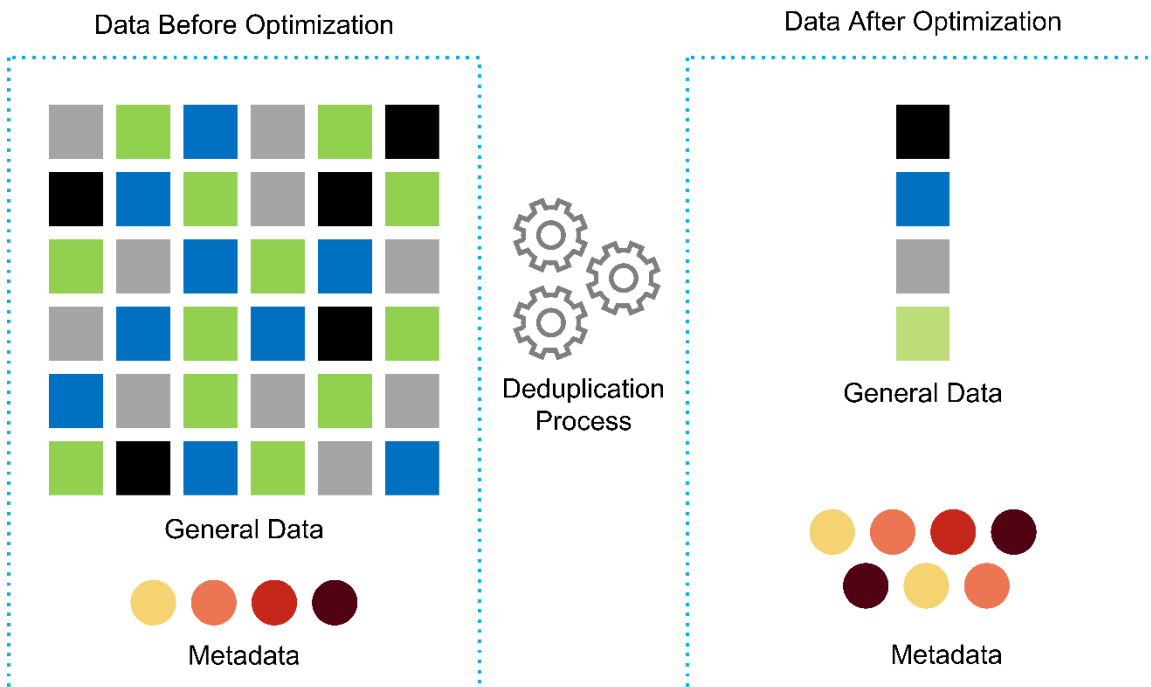 Data Before Optimization
Data After Optimization
Deduplication
Process
General Data
General Data
Metadata
Metadata